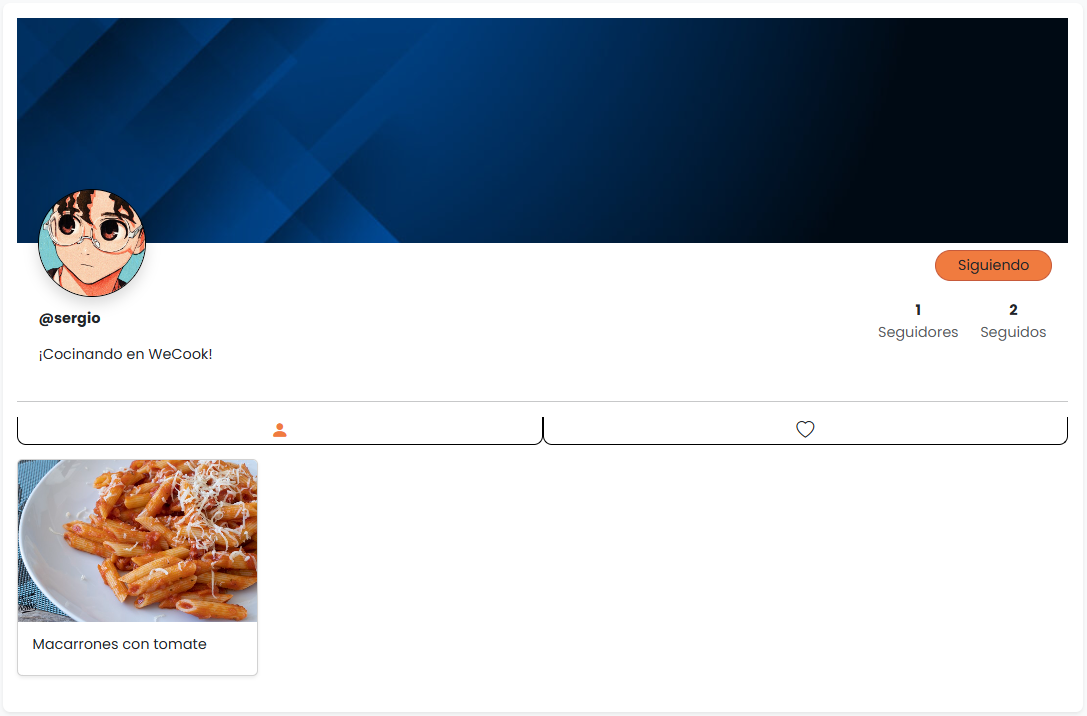 Siguiendo
@sergio
1 2
Seguidores Seguidos
¡Cocinando en WeCook!
Macarrones con tomate